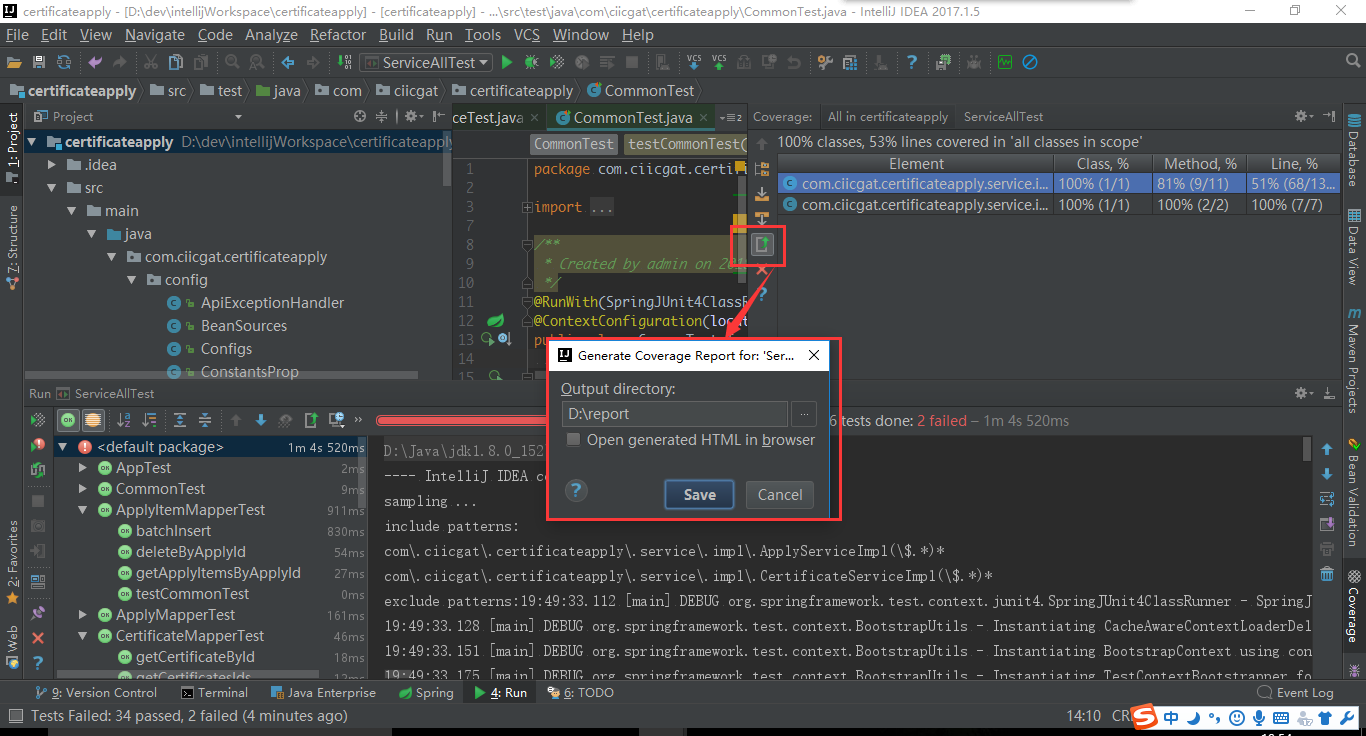 certificateapply - [D:\dev\intellijWorkspace\certificateapply] - [certificateapply] - ...\src\test\java\com\ciicgat\certificateapply\CommonTest.java - IntelliJ IDEA 2017.1.5
File Edit View Navigate Code Analyze Refactor Build Run Tools VCS Window Help
ServiceAllTest
VCS VCS
certificateapply src test java com ciicgat certificateapply CommonTest
1: Project
7: Structure
2: Favorites
Web
Project
certificateapply D:\dev\intellijWorkspace\certificateapply
.idea
src
main
java
com.ciicgat.certificateapply
config
ApiExceptionHandler
BeanSources
Configs
ConstantsProp
ceTest.java CommonTest.java
CommonTest testCommonTest(
1 package com.ciicgat.certifi
2
3 import ...
7
8 /**
9 * Created by admin on 201
10 */
11 @RunWith(SpringJUnit4ClassR
12 @ContextConfiguration(locat
13
14
15
Coverage: All in certificateapply ServiceAllTest
100% classes, 53% lines covered in 'all classes in scope'
Element Class, % Method, % Line, %
com.ciicgat.certificateapply.service.i... 100% (1/1) 81% (9/11) 51% (68/13...
com.ciicgat.certificateapply.service.i... 100% (1/1) 100% (2/2) 100% (7/7)
Database
Data View
Maven Projects
Bean Validation
Coverage
Generate Coverage Report for: 'Ser...
Output directory:
D:\report
...
Open generated HTML in browser
Save Cancel
Run ServiceAllTest
6 tests done: 2 failed – 1m 4s 520ms
<default package> 1m 4s 520ms
AppTest 2ms
CommonTest 9ms
ApplyItemMapperTest 911ms
batchInsert 830ms
deleteByApplyId 54ms
getApplyItemsByApplyId 27ms
testCommonTest 0ms
ApplyMapperTest 161ms
CertificateMapperTest 46ms
getCertificateById 18ms
getCertificatesIds 12ms
D:\Java\jdk1.8.0_152
---- IntelliJ IDEA co
sampling ...
include patterns:
com\.ciicgat\.certificateapply\.service\.impl\.ApplyServiceImpl(\$.*)*
com\.ciicgat\.certificateapply\.service\.impl\.CertificateServiceImpl(\$.*)*
exclude patterns:19:49:33.112 [main] DEBUG org.springframework.test.context.junit4.SpringJUnit4ClassRunner - SpringJ
19:49:33.128 [main] DEBUG org.springframework.test.context.BootstrapUtils - Instantiating CacheAwareContextLoaderDel
19:49:33.151 [main] DEBUG org.springframework.test.context.BootstrapUtils - Instantiating BootstrapContext using con
19:49:33.175 [main] DEBUG org.springframework.test.context.BootstrapUtils - Instantiating TestContextBootstrapper fo
9: Version Control Terminal Java Enterprise Spring 4: Run 6: TODO Event Log
Tests Failed: 34 passed, 2 failed (4 minutes ago) 14:10 CR
中